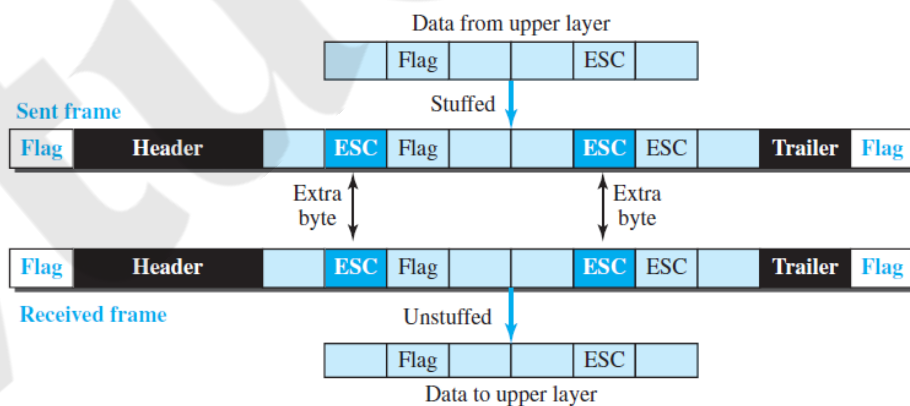 Data from upper layer
Flag ESC
Stuffed
Sent frame
Flag Header ESC Flag ESC ESC Trailer Flag
Extra byte Extra byte
Flag Header ESC Flag ESC ESC Trailer Flag
Received frame
Unstuffed
Flag ESC
Data to upper layer